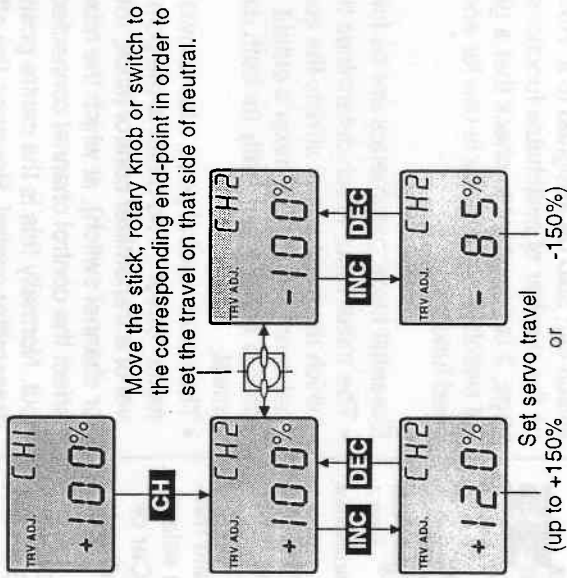 TRV ADJ. CH1
+100%
CH
Move the stick, rotary knob or switch to
the corresponding end-point in order to
set the travel on that side of neutral.
TRV ADJ. CH2
+100%
TRV ADJ. CH2
-100%
INC DEC
INC DEC
TRV ADJ. CH2
+120%
TRV ADJ. CH2
- 85%
Set servo travel
(up to +150% or -150%)